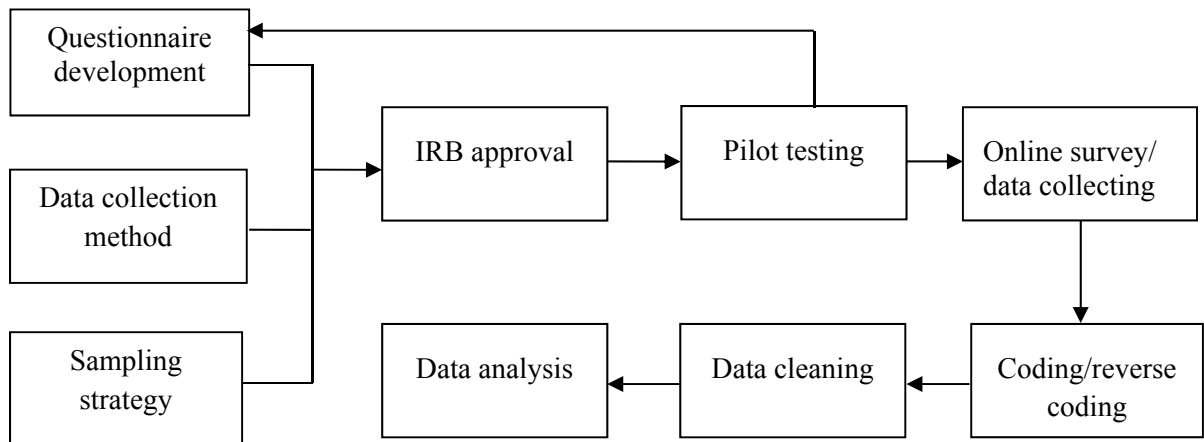 Questionnaire
development
Data collection
method
Sampling
strategy
IRB approval
Pilot testing
Online survey/
data collecting
Coding/reverse
coding
Data cleaning
Data analysis